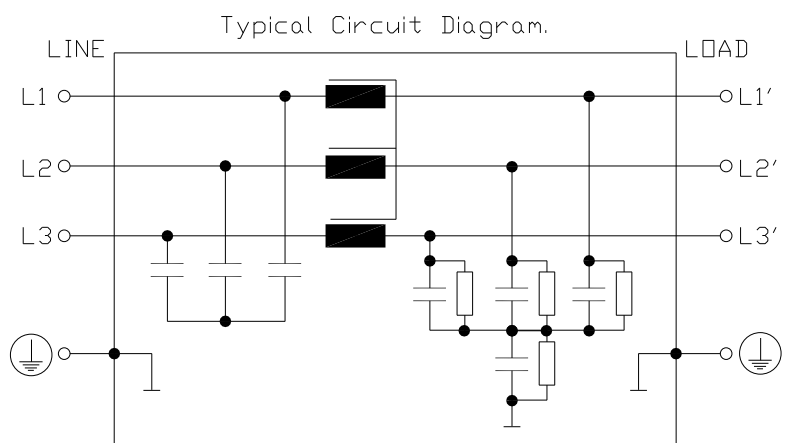 Typical Circuit Diagram.
LINE
LOAD
L1
L1'
L2
L2'
L3
L3'